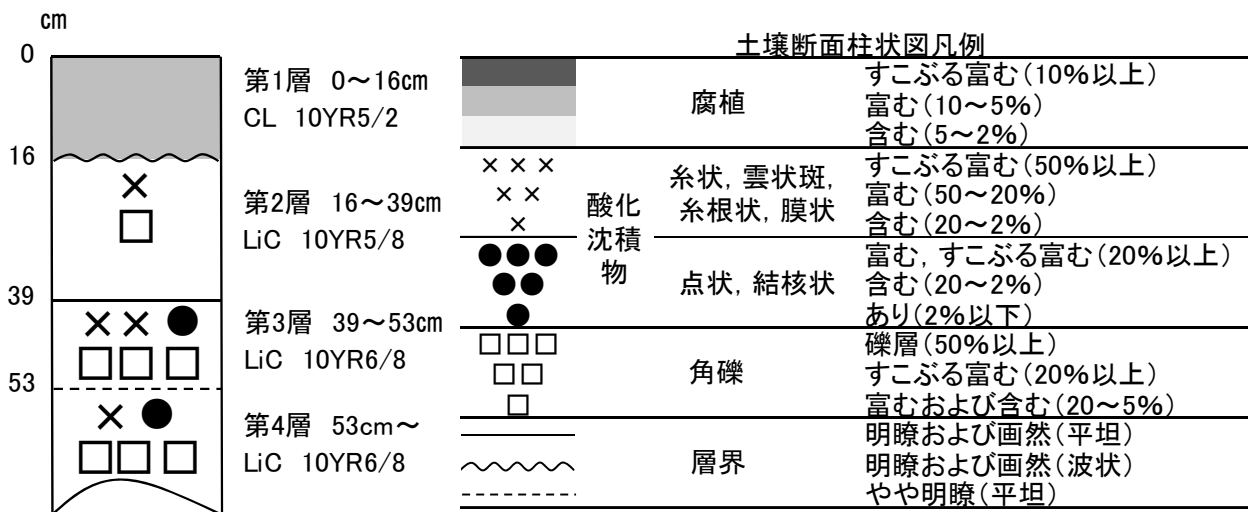 cm
0
16
39
53
第1層 0～16cm
CL 10YR5/2
第2層 16～39cm
LiC 10YR5/8
第3層 39～53cm
LiC 10YR6/8
第4層 53cm～
LiC 10YR6/8
土壌断面柱状図凡例
腐植
すこぶる富む(10%以上)
富む(10～5%)
含む(5～2%)
酸化
沈積
物
糸状, 雲状斑,
糸根状, 膜状
すこぶる富む(50%以上)
富む(50～20%)
含む(20～2%)
点状, 結核状
富む, すこぶる富む(20%以上)
含む(20～2%)
あり(2%以下)
角礫
礫層(50%以上)
すこぶる富む(20%以上)
富むおよび含む(20～5%)
層界
明瞭および画然(平坦)
明瞭および画然(波状)
やや明瞭(平坦)